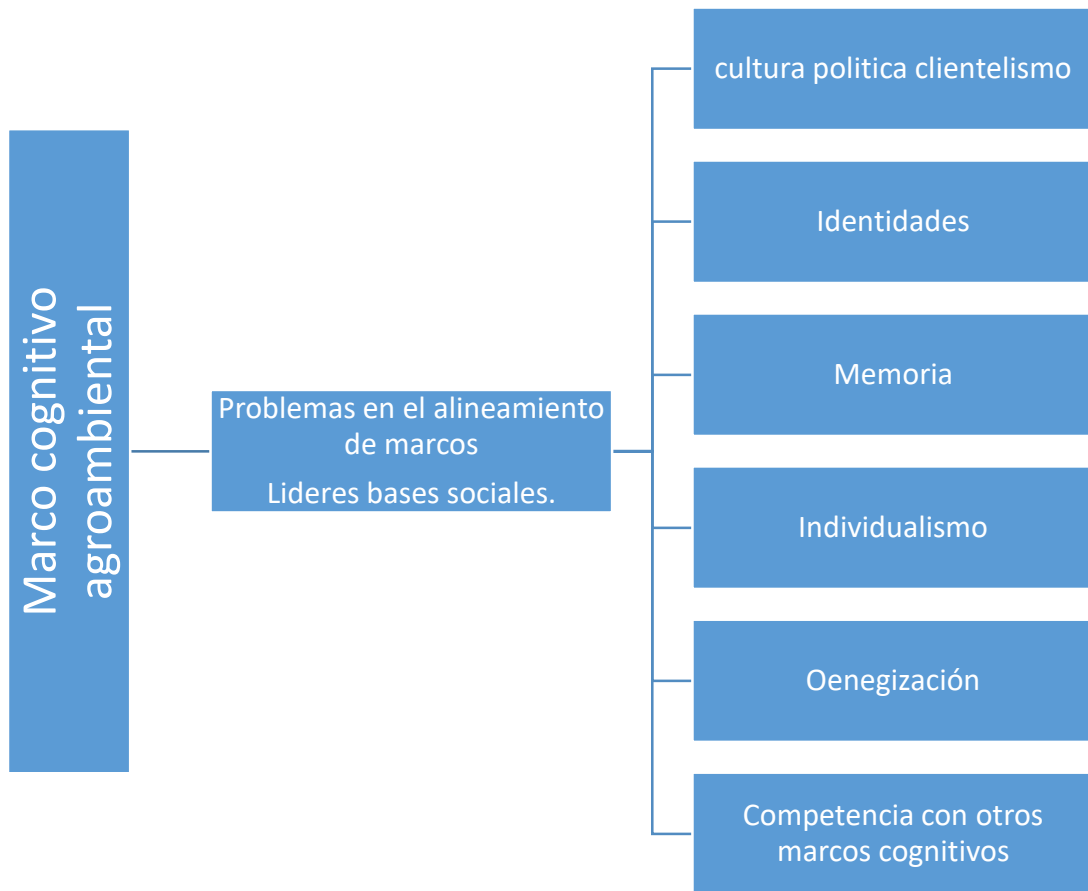 Marco cognitivo
agroambiental
Problemas en el alineamiento
de marcos
Lideres bases sociales.
cultura politica clientelismo
Identidades
Memoria
Individualismo
Oenegización
Competencia con otros
marcos cognitivos